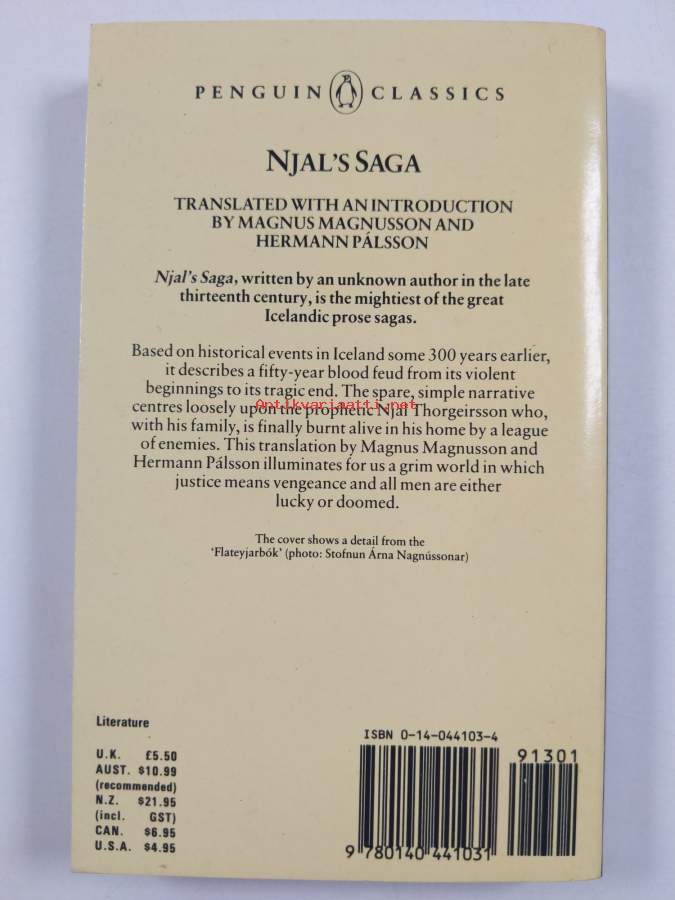 PENGUIN CLASSICS
NJAL'S SAGA
TRANSLATED WITH AN INTRODUCTION
BY MAGNUS MAGNUSSON AND
HERMANN PÁLSSON
Njal's Saga, written by an unknown author in the late
thirteenth century, is the mightiest of the great
Icelandic prose sagas.
Based on historical events in Iceland some 300 years earlier,
it describes a fifty-year blood feud from its violent
beginnings to its tragic end. The spare, simple narrative
centres loosely upon the prophetic Njal Thorgeirsson who,
Antikvariaatti.net
with his family, is finally burnt alive in his home by a league
of enemies. This translation by Magnus Magnusson and
Hermann Pálsson illuminates for us a grim world in which
justice means vengeance and all men are either
lucky or doomed.
The cover shows a detail from the
'Flateyjarbók' (photo: Stofnun Árna Nagnússonar)
Literature
U.K. £5.50
AUST. $10.99
(recommended)
N.Z. $21.95
(incl. GST)
CAN. $6.95
U.S.A. $4.95
ISBN 0-14-044103-4
91301
9 780140 441031